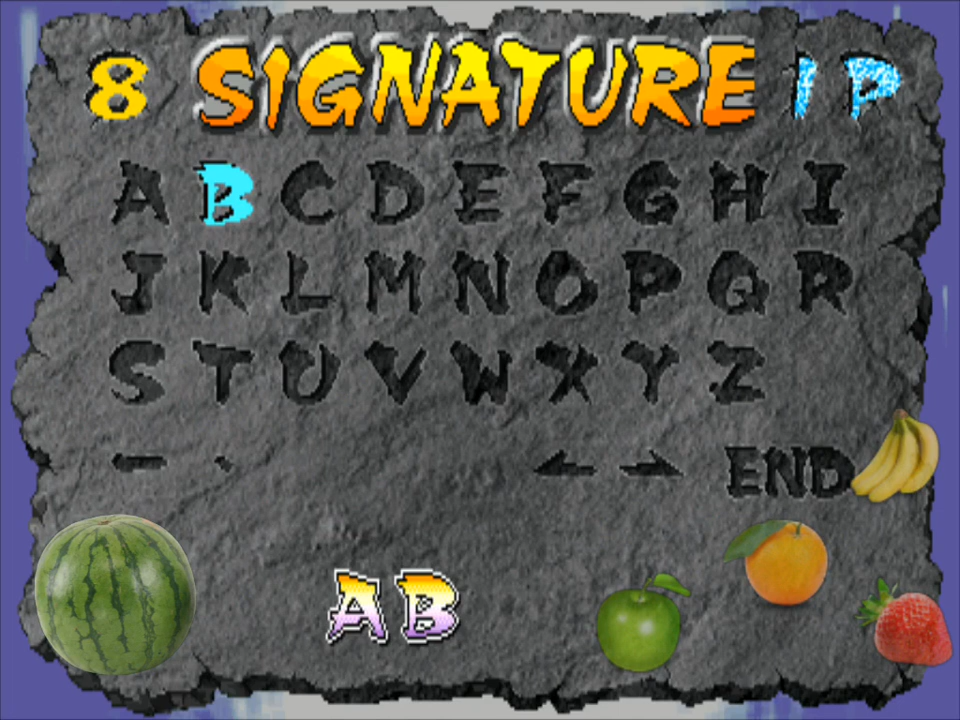 8 SIGNATURE 1P
A B C D E F G H I
J K L M N O P Q R
S T U V W X Y Z
- . ← → END
AB